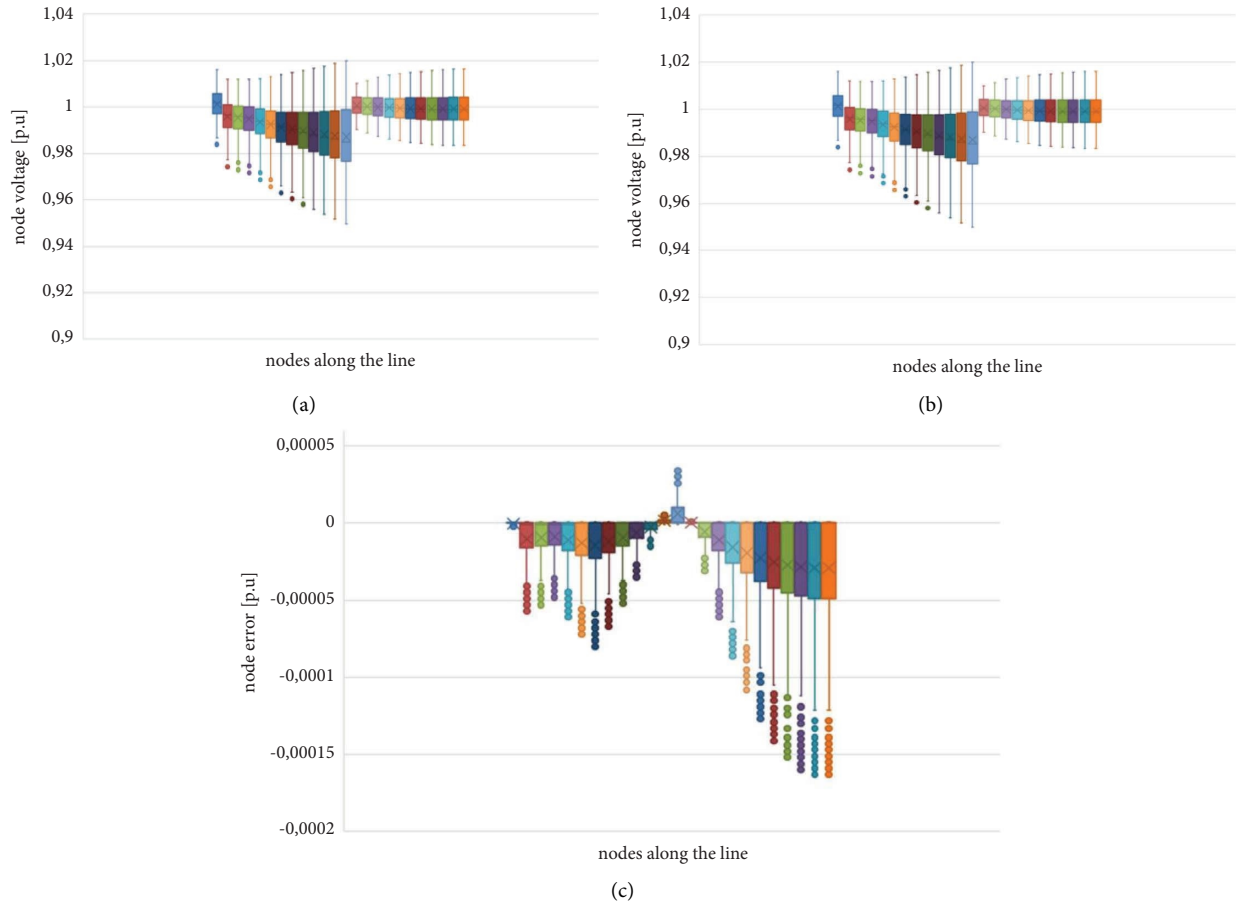 1,04
1,02
1
0,98
0,96
0,94
0,92
0,9
node voltage [p.u]
nodes along the line
(a)
1,04
1,02
1
0,98
0,96
0,94
0,92
0,9
node voltage [p.u]
nodes along the line
(b)
0,00005
0
-0,00005
-0,0001
-0,00015
-0,0002
node error [p.u]
nodes along the line
(c)